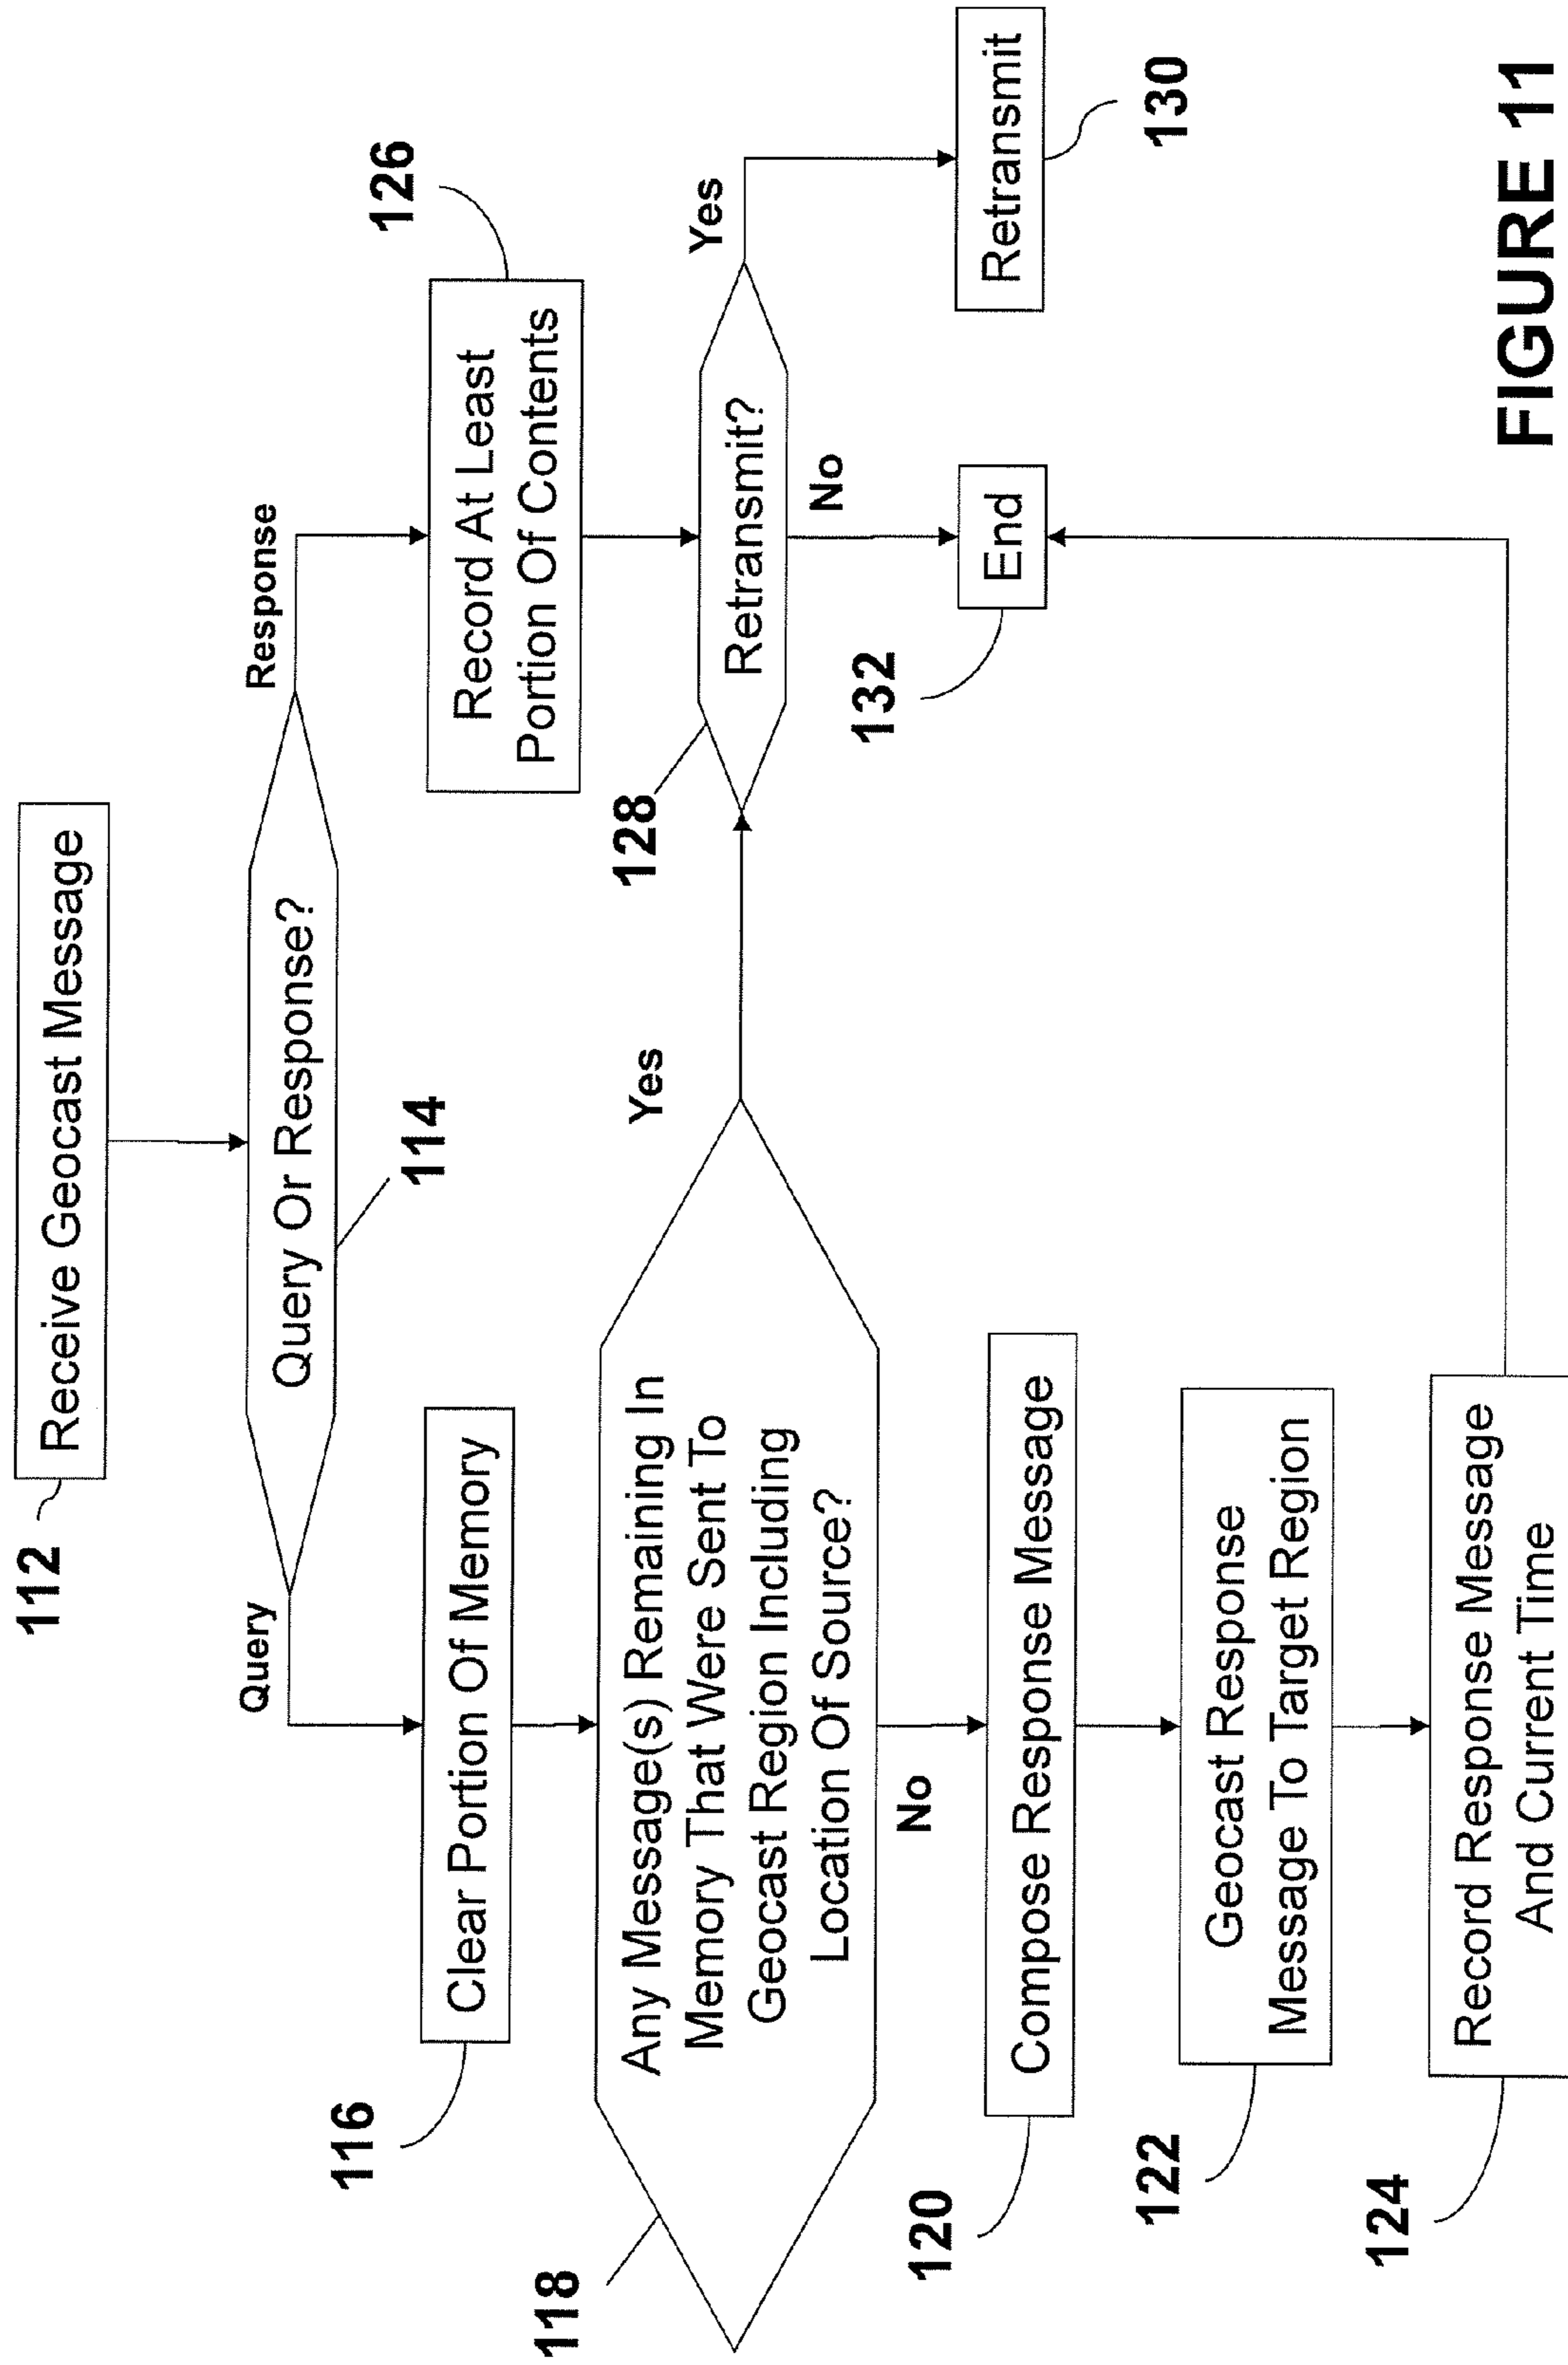 112
Receive Geocast Message
Query Or Response?
114
Query
Response
116
Clear Portion Of Memory
126
Record At Least
Portion Of Contents
118
Any Message(s) Remaining In
Memory That Were Sent To
Geocast Region Including
Location Of Source?
Yes
128
Retransmit?
Yes
No
No
120
Compose Response Message
132
End
Retransmit
130
122
Geocast Response
Message To Target Region
124
Record Response Message
And Current Time
FIGURE 11